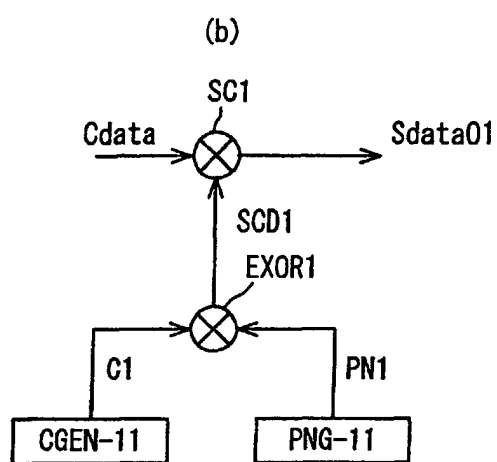 (b)
SC1
Cdata
Sdata01
SCD1
EXOR1
C1
PN1
CGEN-11
PNG-11